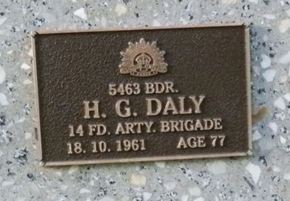 5463 BDR.
H. G. DALY
14 FD. ARTY. BRIGADE
18. 10. 1961 AGE 77